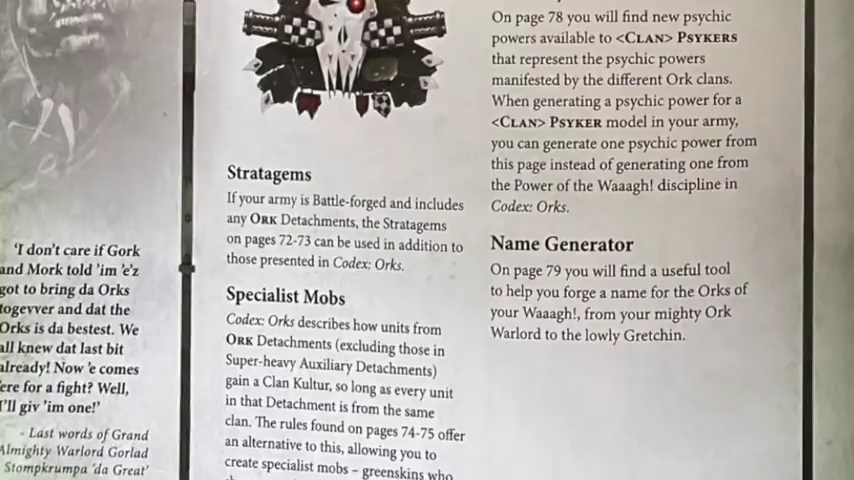 'I don't care if Gork
and Mork told 'im 'e'z
got to bring da Orks
togevver and dat the
Orks is da bestest. We
all knew dat last bit
already! Now 'e comes
'ere for a fight? Well,
I'll giv 'im one!'
- Last words of Grand
Almighty Warlord Gorlad
Stompkrumpa 'da Great'
Stratagems
If your army is Battle-forged and includes
any ORK Detachments, the Stratagems
on pages 72-73 can be used in addition to
those presented in Codex: Orks.
Specialist Mobs
Codex: Orks describes how units from
ORK Detachments (excluding those in
Super-heavy Auxiliary Detachments)
gain a Clan Kultur, so long as every unit
in that Detachment is from the same
clan. The rules found on pages 74-75 offer
an alternative to this, allowing you to
create specialist mobs – greenskins who
On page 78 you will find new psychic
powers available to <CLAN> PSYKERS
that represent the psychic powers
manifested by the different Ork clans.
When generating a psychic power for a
<CLAN> PSYKER model in your army,
you can generate one psychic power from
this page instead of generating one from
the Power of the Waaagh! discipline in
Codex: Orks.
Name Generator
On page 79 you will find a useful tool
to help you forge a name for the Orks of
your Waaagh!, from your mighty Ork
Warlord to the lowly Gretchin.